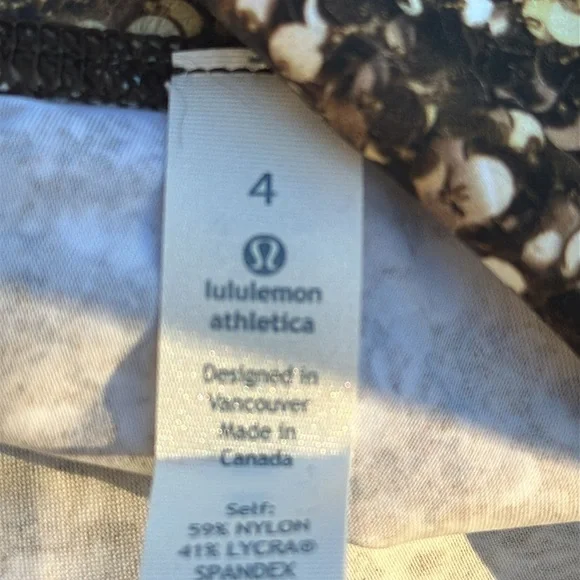 4
lululemon
athletica
Designed in
Vancouver
Made in
Canada
Self:
59% NYLON
41% LYCRA®
SPANDEX